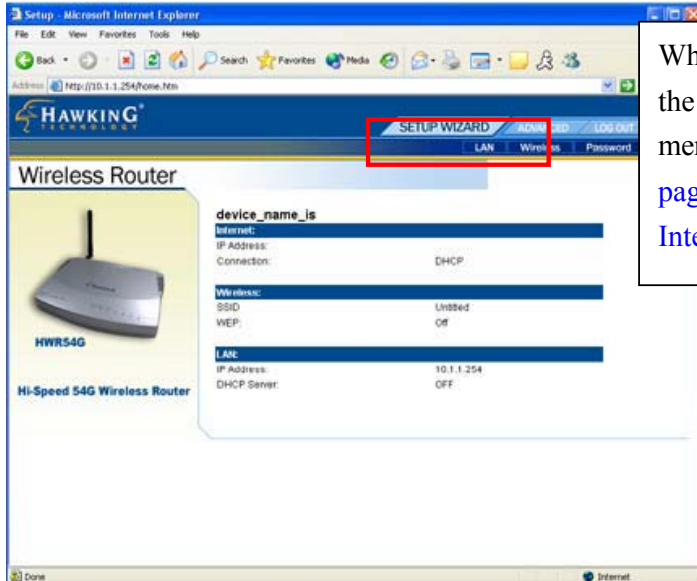 Setup - Microsoft Internet Explorer
File Edit View Favorites Tools Help
Back Search Favorites Media
Address http://10.1.1.254/home.htm
HAWKING
TECHNOLOGY
SETUP WIZARD ADVANCED LOG OUT
LAN Wireless Password
Wireless Router
device_name_is
Internet:
IP Address:
Connection: DHCP
Wireless:
SSID Untitled
WEP: Off
HWR54G
LAN:
IP Address: 10.1.1.254
DHCP Server: OFF
Hi-Speed 54G Wireless Router
Done Internet
Wh
the
mer
pag
Inte